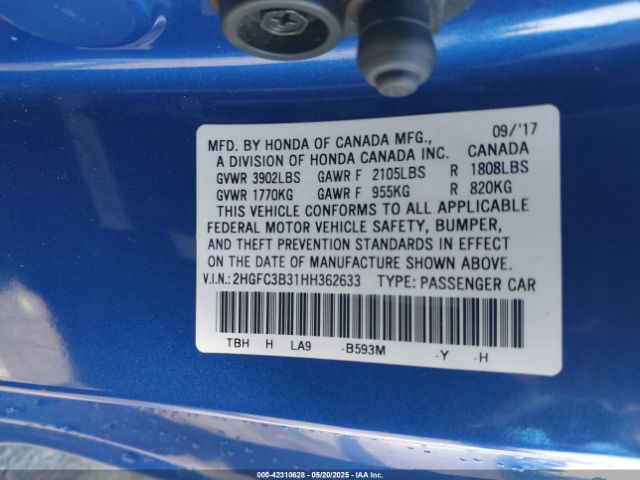 MFD. BY HONDA OF CANADA MFG., 09/'17
A DIVISION OF HONDA CANADA INC. CANADA
GVWR 3902LBS GAWR F 2105LBS R 1808LBS
GVWR 1770KG GAWR F 955KG R 820KG
THIS VEHICLE CONFORMS TO ALL APPLICABLE
FEDERAL MOTOR VEHICLE SAFETY, BUMPER,
AND THEFT PREVENTION STANDARDS IN EFFECT
ON THE DATE OF MANUFACTURE SHOWN ABOVE.
V.I.N.: 2HGFC3B31HH362633 TYPE: PASSENGER CAR
TBH H LA9 -B593M -Y -H
000-42310628 - 05/20/2025 - IAA Inc.